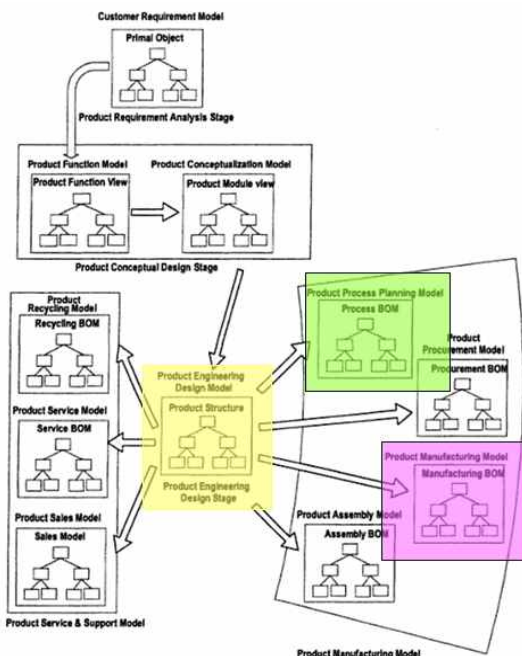 Customer Requirement Model
Primal Object
Product Requirement Analysis Stage
Product Function Model
Product Conceptualization Model
Product Function View
Product Module view
Product Conceptual Design Stage
Product
Recycling Model
Recycling BOM
Product Service Model
Service BOM
Product Sales Model
Sales Model
Product Service & Support Model
Product Engineering
Design Model
Product Structure
Product Engineering
Design Stage
Product Process Planning Model
Process BOM
Product
Procurement Model
Procurement BOM
Product Manufacturing Model
Manufacturing BOM
Product Assembly Model
Assembly BOM
Product Manufacturing Model